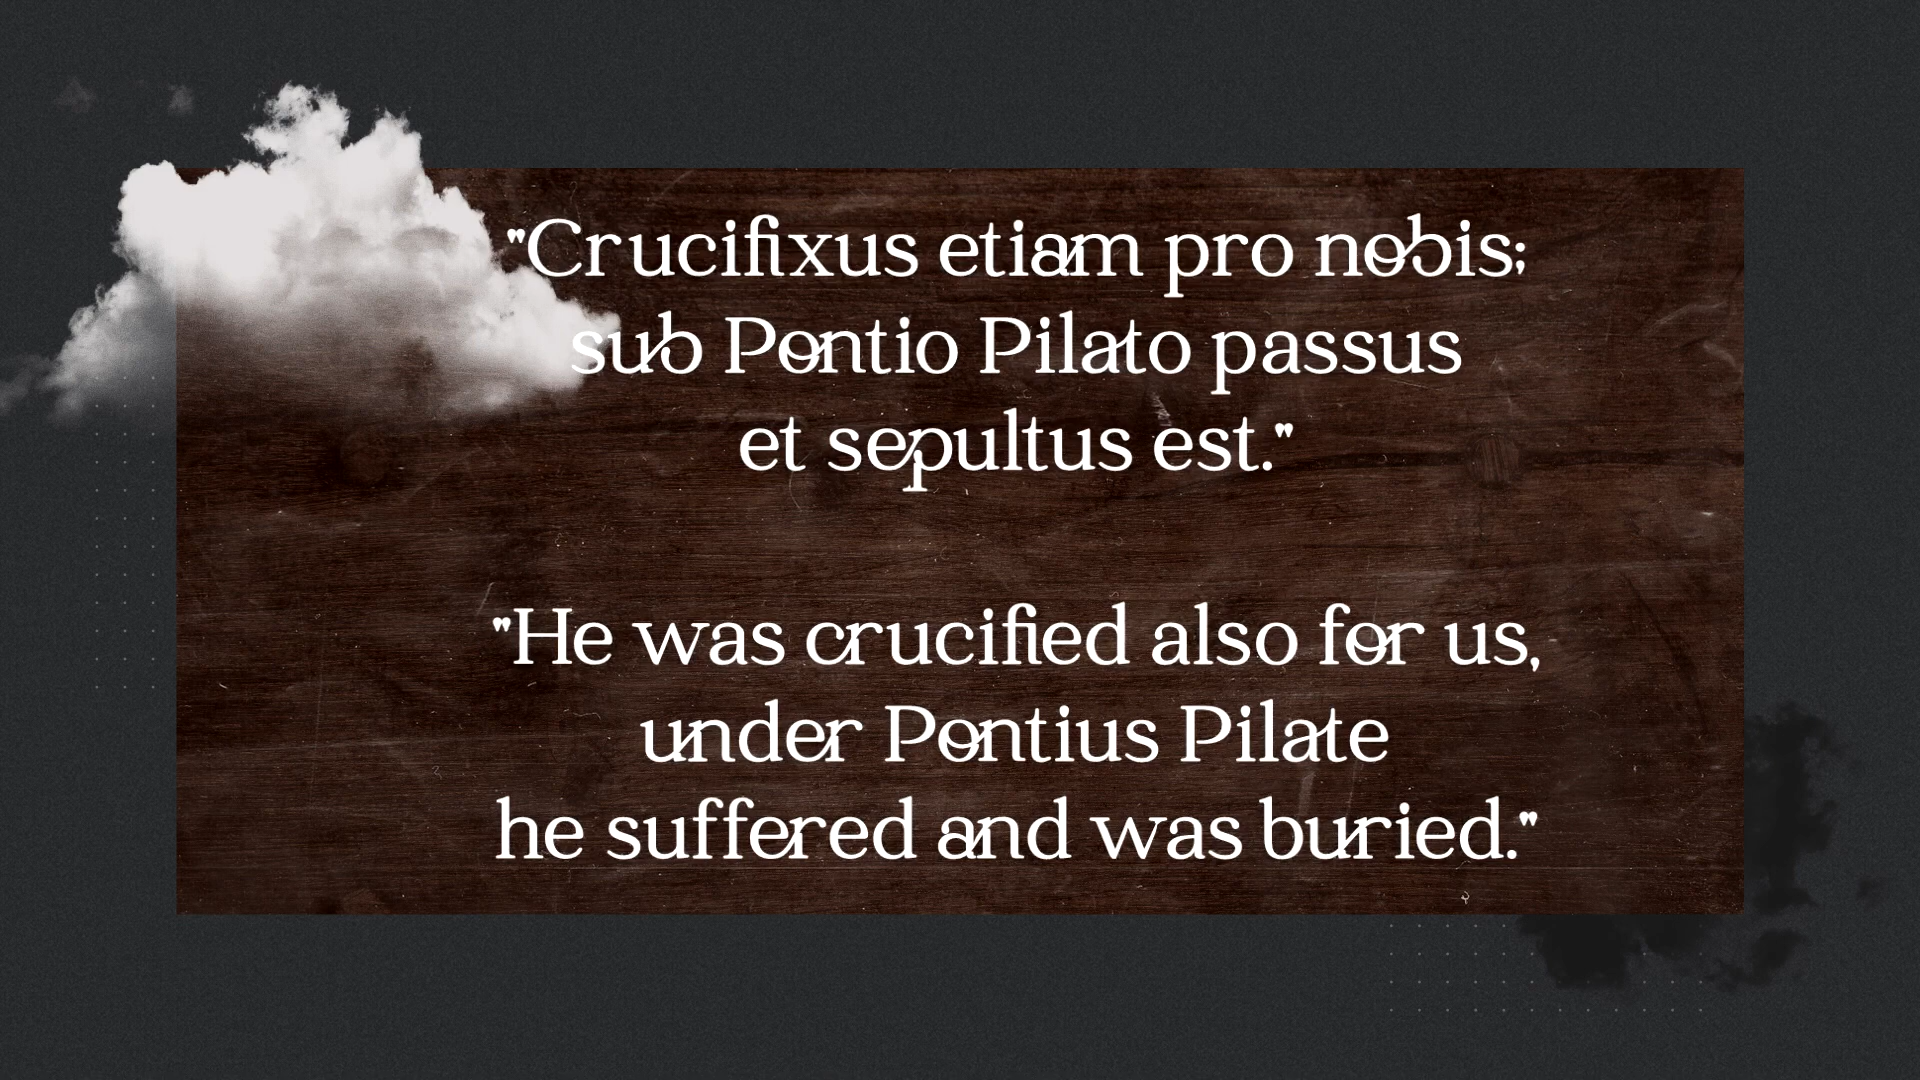 "Crucifixus etiam pro nobis;
sub Pontio Pilato passus
et sepultus est."
"He was crucified also for us,
under Pontius Pilate
he suffered and was buried."